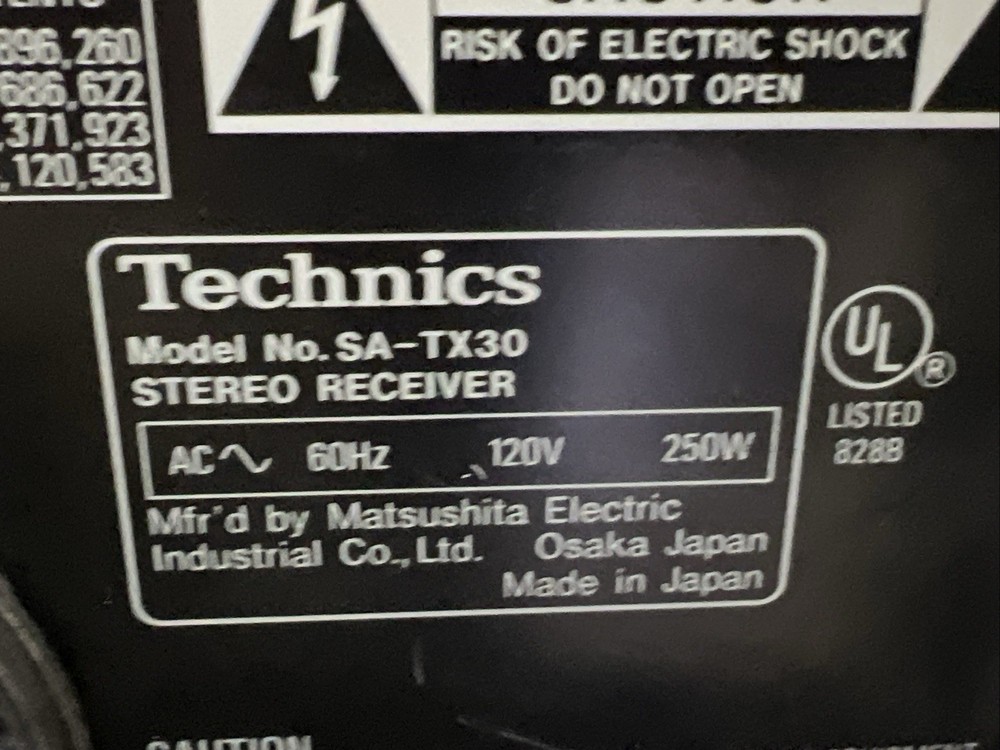 896,260
686,622
,371,923
,120,583
RISK OF ELECTRIC SHOCK
DO NOT OPEN
Technics
Model No. SA-TX30
STEREO RECEIVER
AC 60Hz 120V 250W
Mfr'd by Matsushita Electric
Industrial Co., Ltd. Osaka Japan
Made in Japan
UL ®
LISTED
828B
CAUTION